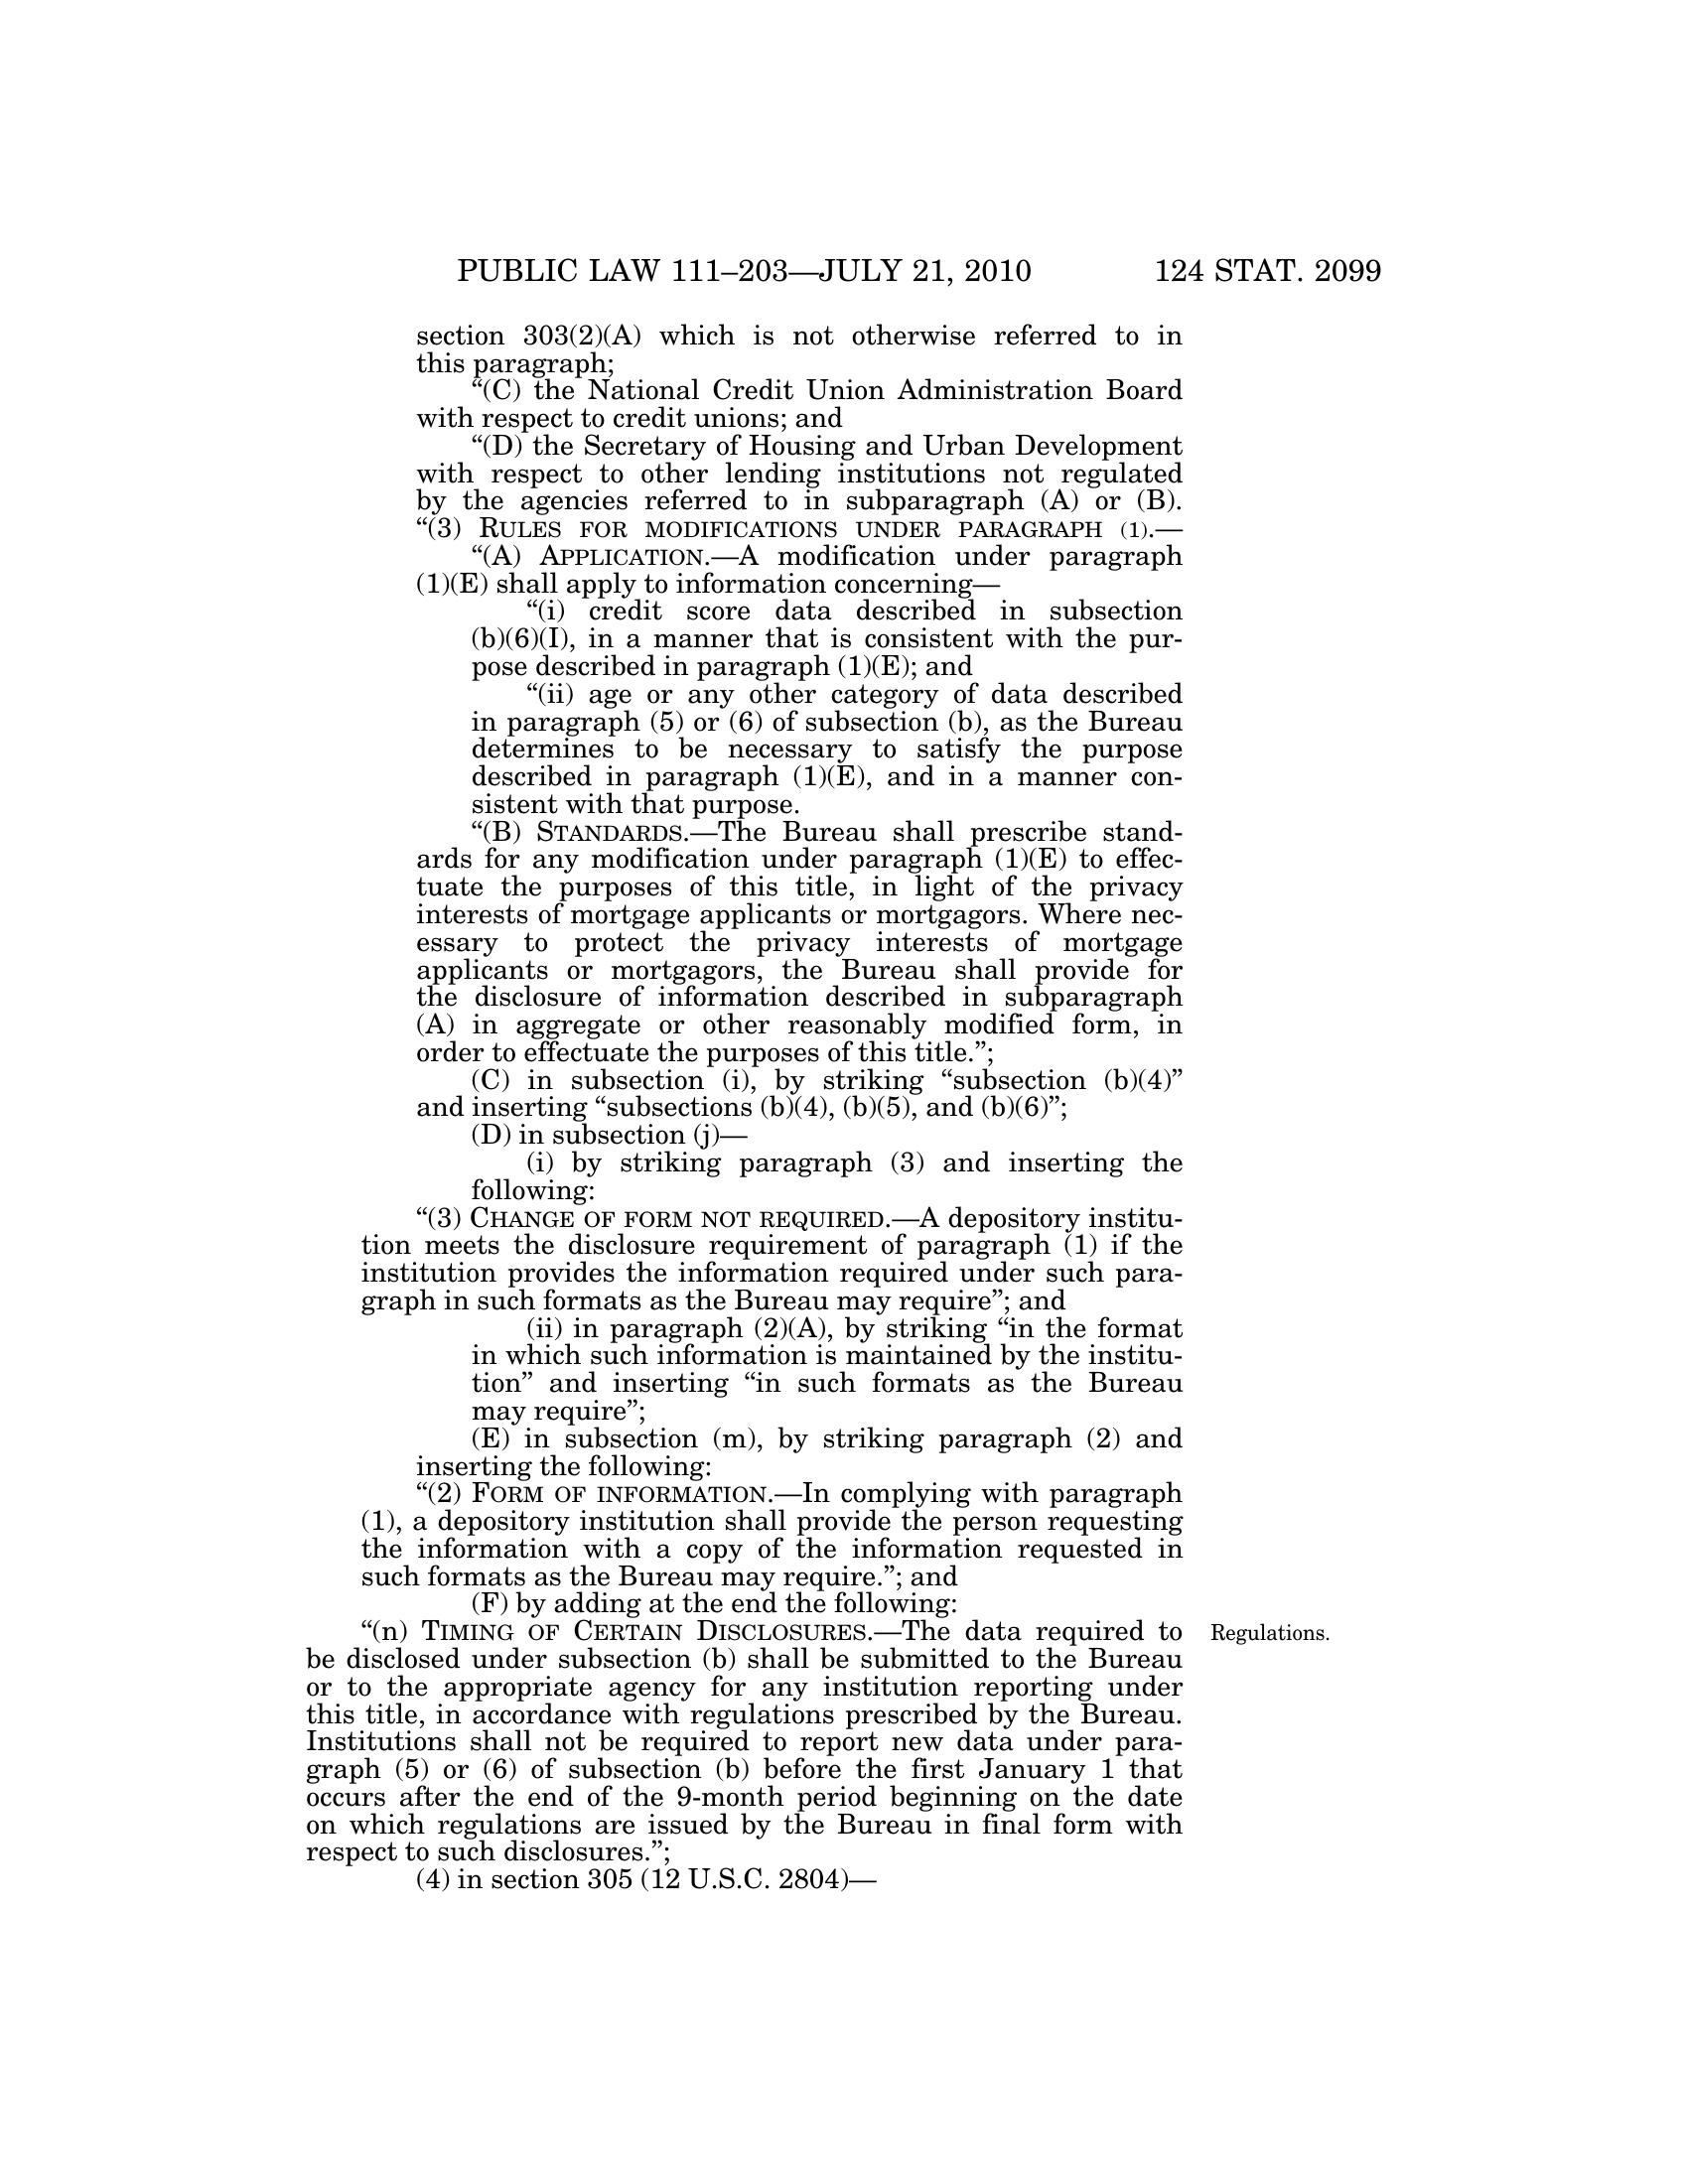 PUBLIC LAW 111–203—JULY 21, 2010 124 STAT. 2099
section 303(2)(A) which is not otherwise referred to in
this paragraph;
“(C) the National Credit Union Administration Board
with respect to credit unions; and
“(D) the Secretary of Housing and Urban Development
with respect to other lending institutions not regulated
by the agencies referred to in subparagraph (A) or (B).
“(3) RULES FOR MODIFICATIONS UNDER PARAGRAPH (1).—
“(A) APPLICATION.—A modification under paragraph
(1)(E) shall apply to information concerning—
“(i) credit score data described in subsection
(b)(6)(I), in a manner that is consistent with the pur-
pose described in paragraph (1)(E); and
“(ii) age or any other category of data described
in paragraph (5) or (6) of subsection (b), as the Bureau
determines to be necessary to satisfy the purpose
described in paragraph (1)(E), and in a manner con-
sistent with that purpose.
“(B) STANDARDS.—The Bureau shall prescribe stand-
ards for any modification under paragraph (1)(E) to effec-
tuate the purposes of this title, in light of the privacy
interests of mortgage applicants or mortgagors. Where nec-
essary to protect the privacy interests of mortgage
applicants or mortgagors, the Bureau shall provide for
the disclosure of information described in subparagraph
(A) in aggregate or other reasonably modified form, in
order to effectuate the purposes of this title.”;
(C) in subsection (i), by striking “subsection (b)(4)”
and inserting “subsections (b)(4), (b)(5), and (b)(6)”;
(D) in subsection (j)—
(i) by striking paragraph (3) and inserting the
following:
“(3) CHANGE OF FORM NOT REQUIRED.—A depository institu-
tion meets the disclosure requirement of paragraph (1) if the
institution provides the information required under such para-
graph in such formats as the Bureau may require”; and
(ii) in paragraph (2)(A), by striking “in the format
in which such information is maintained by the institu-
tion” and inserting “in such formats as the Bureau
may require”;
(E) in subsection (m), by striking paragraph (2) and
inserting the following:
“(2) FORM OF INFORMATION.—In complying with paragraph
(1), a depository institution shall provide the person requesting
the information with a copy of the information requested in
such formats as the Bureau may require.”; and
(F) by adding at the end the following:
“(n) TIMING OF CERTAIN DISCLOSURES.—The data required to Regulations.
be disclosed under subsection (b) shall be submitted to the Bureau
or to the appropriate agency for any institution reporting under
this title, in accordance with regulations prescribed by the Bureau.
Institutions shall not be required to report new data under para-
graph (5) or (6) of subsection (b) before the first January 1 that
occurs after the end of the 9-month period beginning on the date
on which regulations are issued by the Bureau in final form with
respect to such disclosures.”;
(4) in section 305 (12 U.S.C. 2804)—